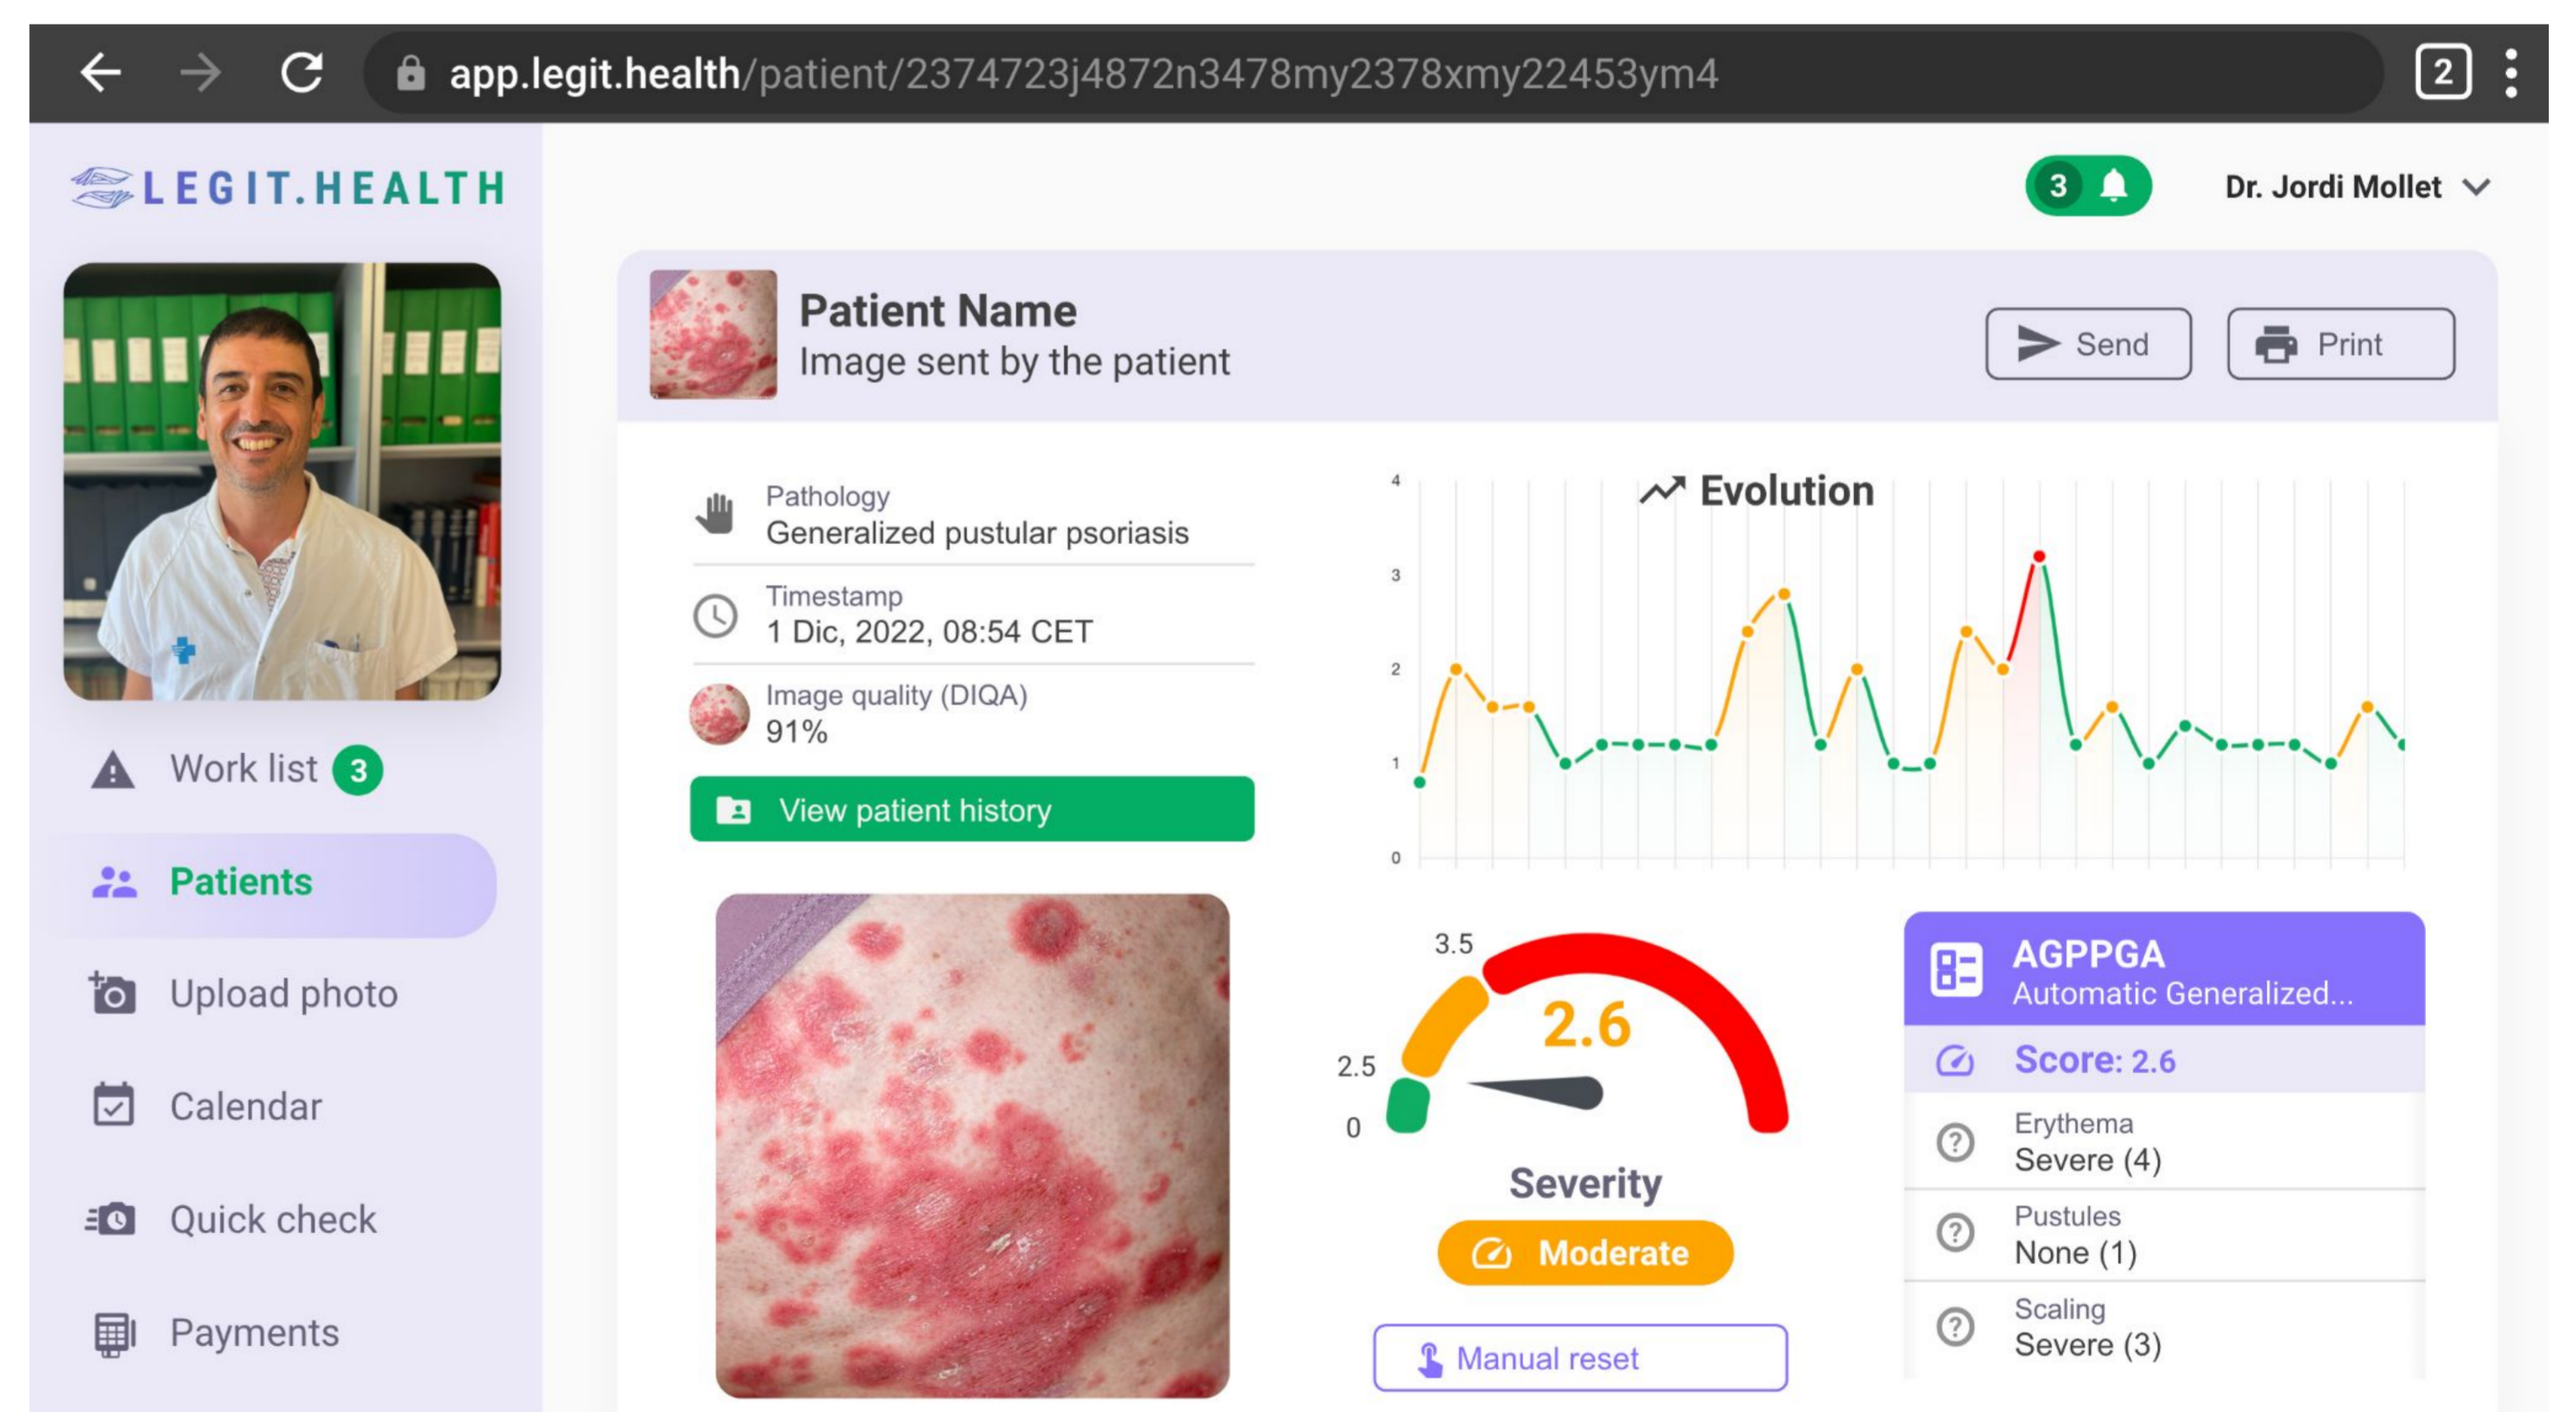 app.legit.health/patient/2374723j4872n3478my2378xmy22453ym4
2
LEGIT.HEALTH
3
Dr. Jordi Mollet
Patient Name
Image sent by the patient
Send
Print
Work list 3
Patients
Upload photo
Calendar
Quick check
Payments
Pathology
Generalized pustular psoriasis
Timestamp
1 Dic, 2022, 08:54 CET
Image quality (DIQA)
91%
View patient history
Evolution
4
3
2
1
0
3.5
2.5
0
2.6
Severity
Moderate
Manual reset
AGPPGA
Automatic Generalized...
Score: 2.6
Erythema
Severe (4)
Pustules
None (1)
Scaling
Severe (3)